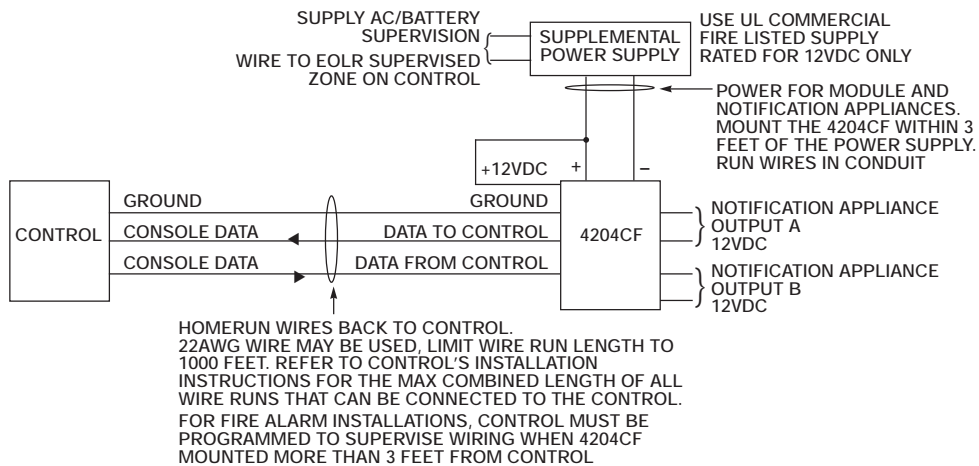 SUPPLY AC/BATTERY
SUPERVISION
WIRE TO EOLR SUPERVISED
ZONE ON CONTROL
SUPPLEMENTAL
POWER SUPPLY
USE UL COMMERCIAL
FIRE LISTED SUPPLY
RATED FOR 12VDC ONLY
POWER FOR MODULE AND
NOTIFICATION APPLIANCES.
MOUNT THE 4204CF WITHIN 3
FEET OF THE POWER SUPPLY.
RUN WIRES IN CONDUIT
+12VDC
+
–
CONTROL
GROUND
CONSOLE DATA
CONSOLE DATA
GROUND
DATA TO CONTROL
DATA FROM CONTROL
4204CF
NOTIFICATION APPLIANCE
OUTPUT A
12VDC
NOTIFICATION APPLIANCE
OUTPUT B
12VDC
HOMERUN WIRES BACK TO CONTROL.
22AWG WIRE MAY BE USED, LIMIT WIRE RUN LENGTH TO
1000 FEET. REFER TO CONTROL'S INSTALLATION
INSTRUCTIONS FOR THE MAX COMBINED LENGTH OF ALL
WIRE RUNS THAT CAN BE CONNECTED TO THE CONTROL.
FOR FIRE ALARM INSTALLATIONS, CONTROL MUST BE
PROGRAMMED TO SUPERVISE WIRING WHEN 4204CF
MOUNTED MORE THAN 3 FEET FROM CONTROL